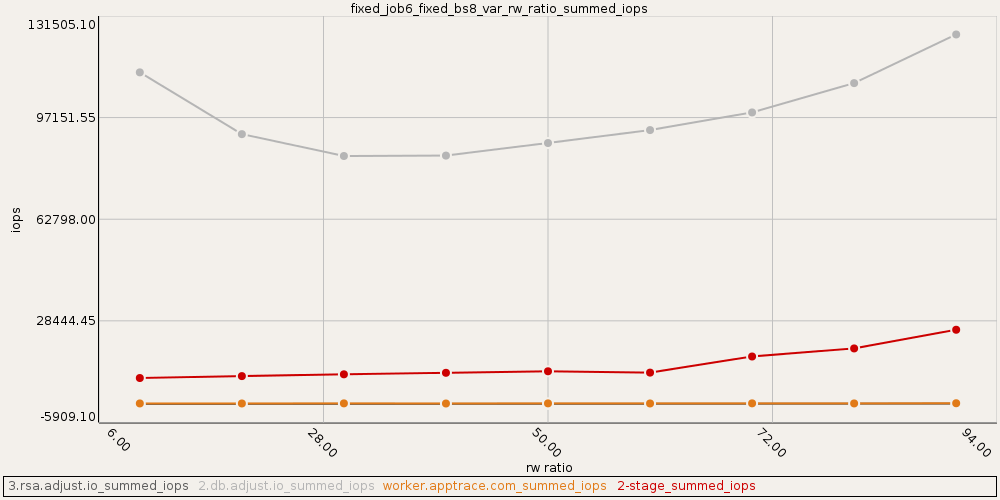 fixed_job6_fixed_bs8_var_rw_ratio_summed_iops
131505.10
97151.55
62798.00
28444.45
-5909.10
iops
6.00
28.00
50.00
72.00
94.00
rw ratio
3.rsa.adjust.io_summed_iops 2.db.adjust.io_summed_iops worker.apptrace.com_summed_iops 2-stage_summed_iops